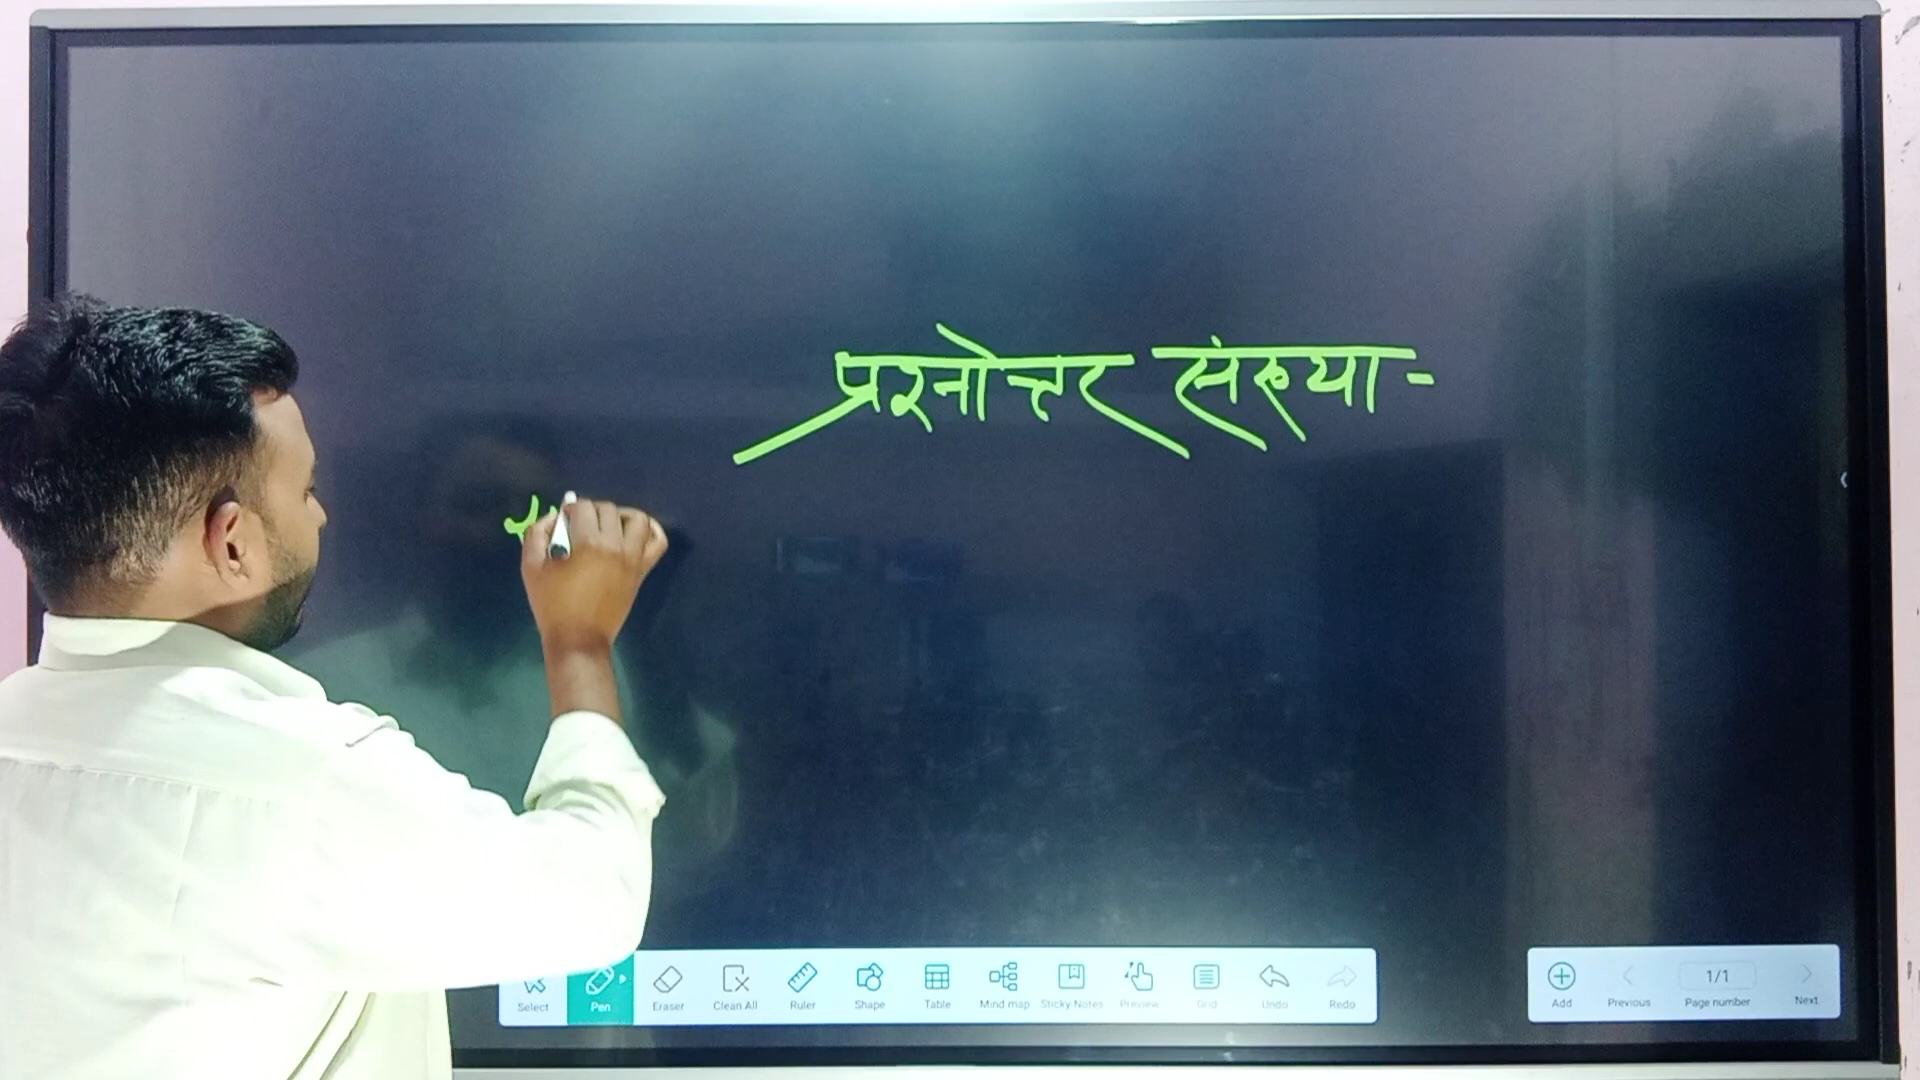 प्रश्नोत्तर संख्या -
Select Pen Eraser Clean All Ruler Shape Table Mind map Sticky Notes Preview Grid Undo Redo
1/1
Add Previous Page number Next